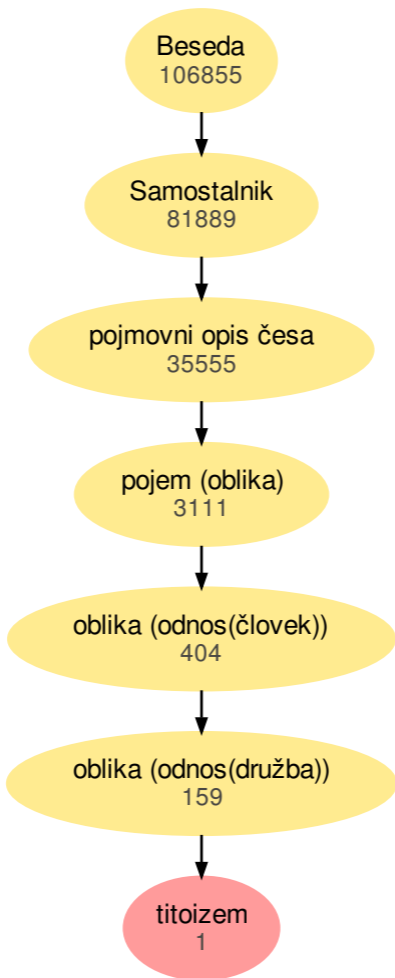 Beseda
106855
Samostalnik
81889
pojmovni opis česa
35555
pojem (oblika)
3111
oblika (odnos(človek))
404
oblika (odnos(družba))
159
titoizem
1